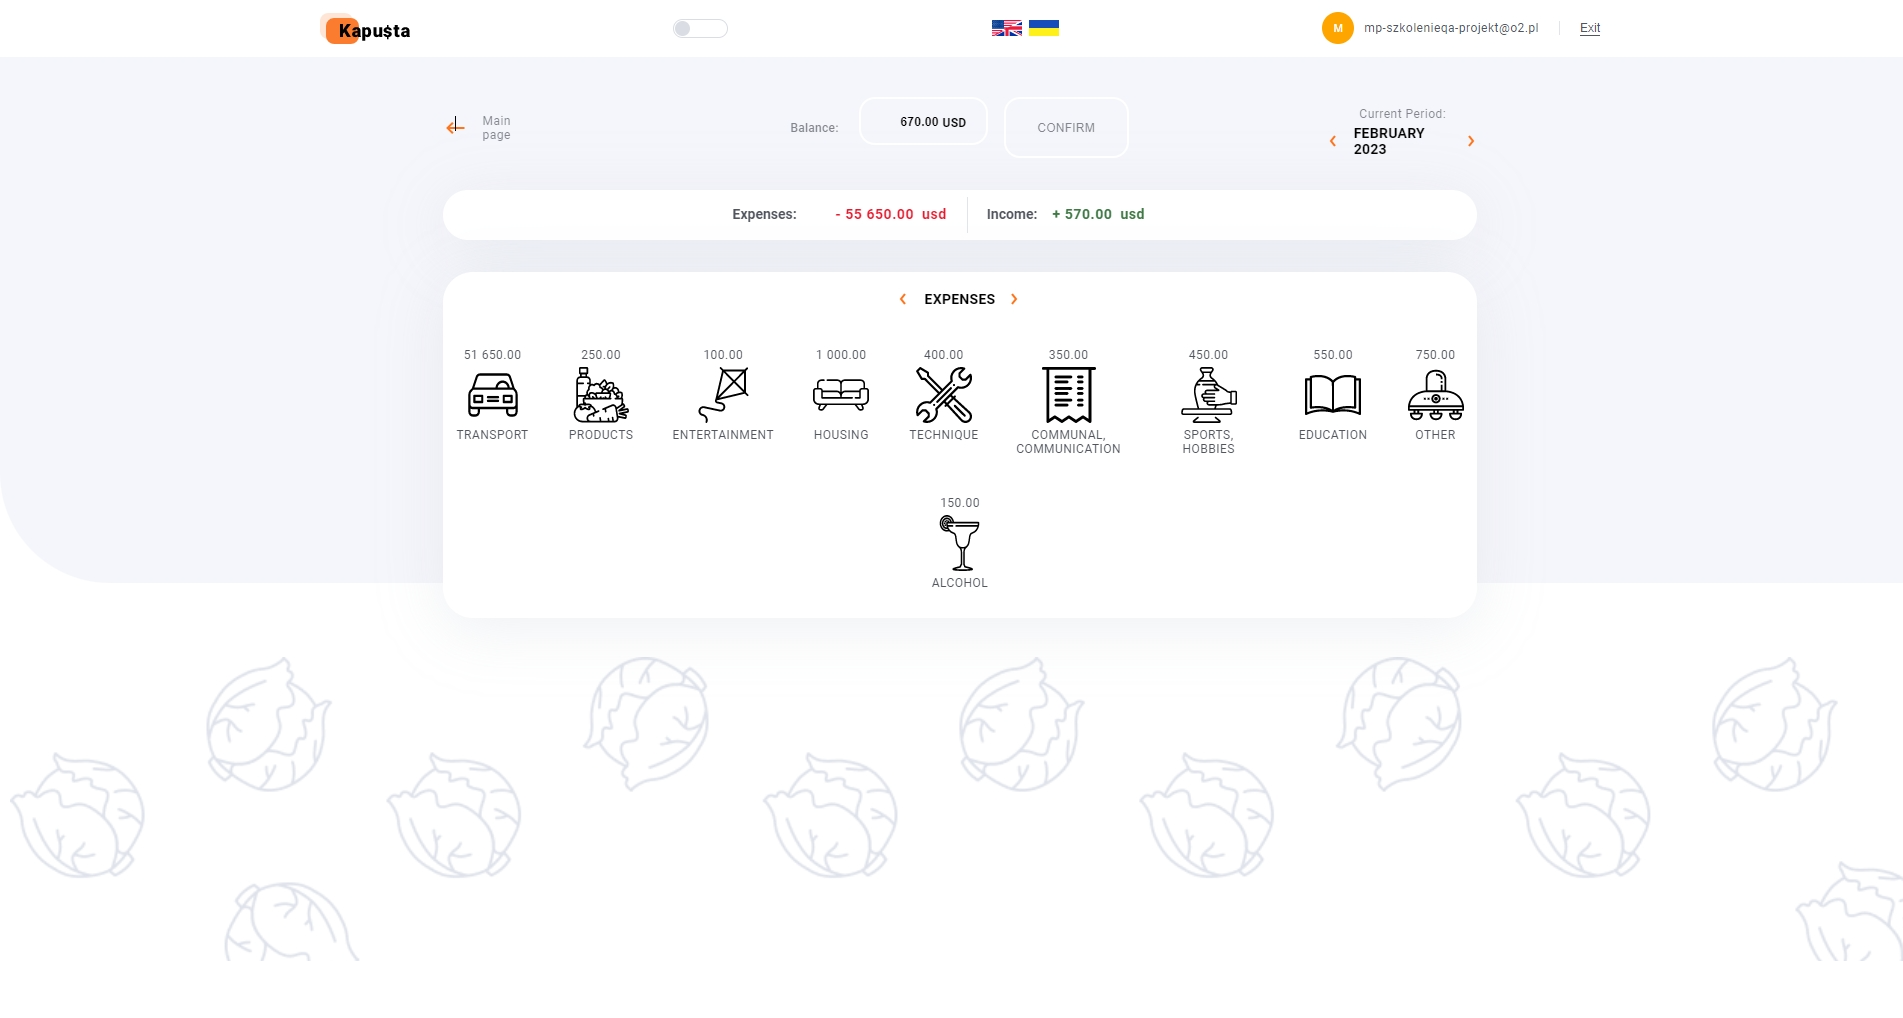 Kapu$ta
M
mp-szkolenieqa-projekt@o2.pl
Exit
Main
page
Balance:
670.00 USD
CONFIRM
Current Period:
FEBRUARY
2023
Expenses:
- 55 650.00 usd
Income:
+ 570.00 usd
EXPENSES
51 650.00
TRANSPORT
250.00
PRODUCTS
100.00
ENTERTAINMENT
1 000.00
HOUSING
400.00
TECHNIQUE
350.00
COMMUNAL,
COMMUNICATION
450.00
SPORTS,
HOBBIES
550.00
EDUCATION
750.00
OTHER
150.00
ALCOHOL